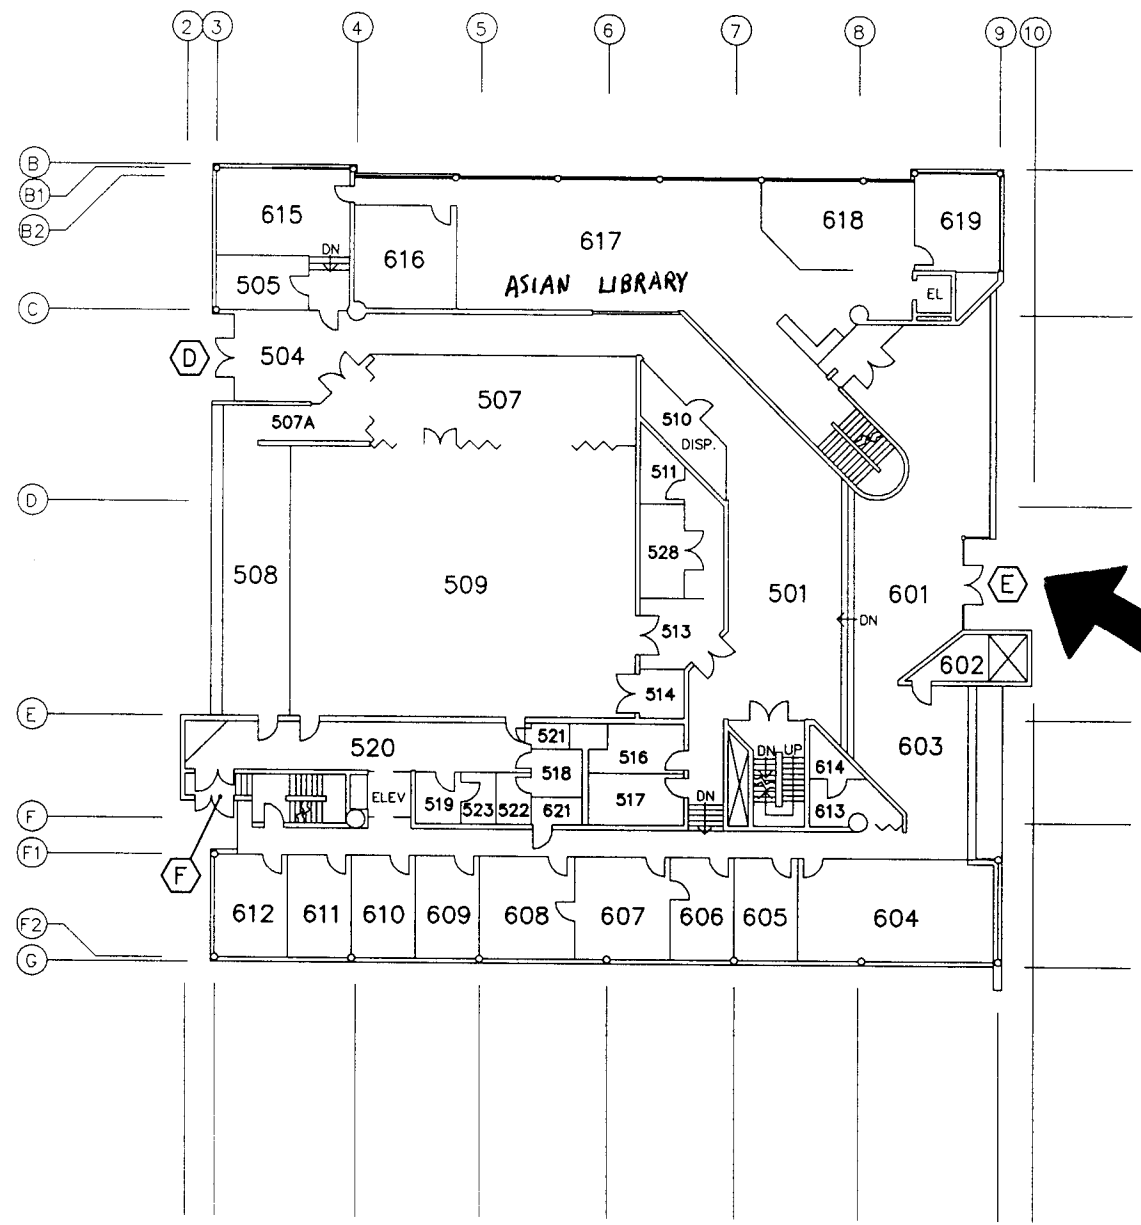 2 3 4 5 6 7 8 9 10
B
B1
B2
615
616
617
618
619
DN
505
ASIAN LIBRARY
EL
C
D
504
507
507A
510
DISP.
511
D
508
509
528
501
601
E
DN
513
602
514
E
520
521
516
518
603
DN UP
614
ELEV
519
523
522
621
517
DN
613
F
F1
F
612
611
610
609
608
607
606
605
604
F2
G